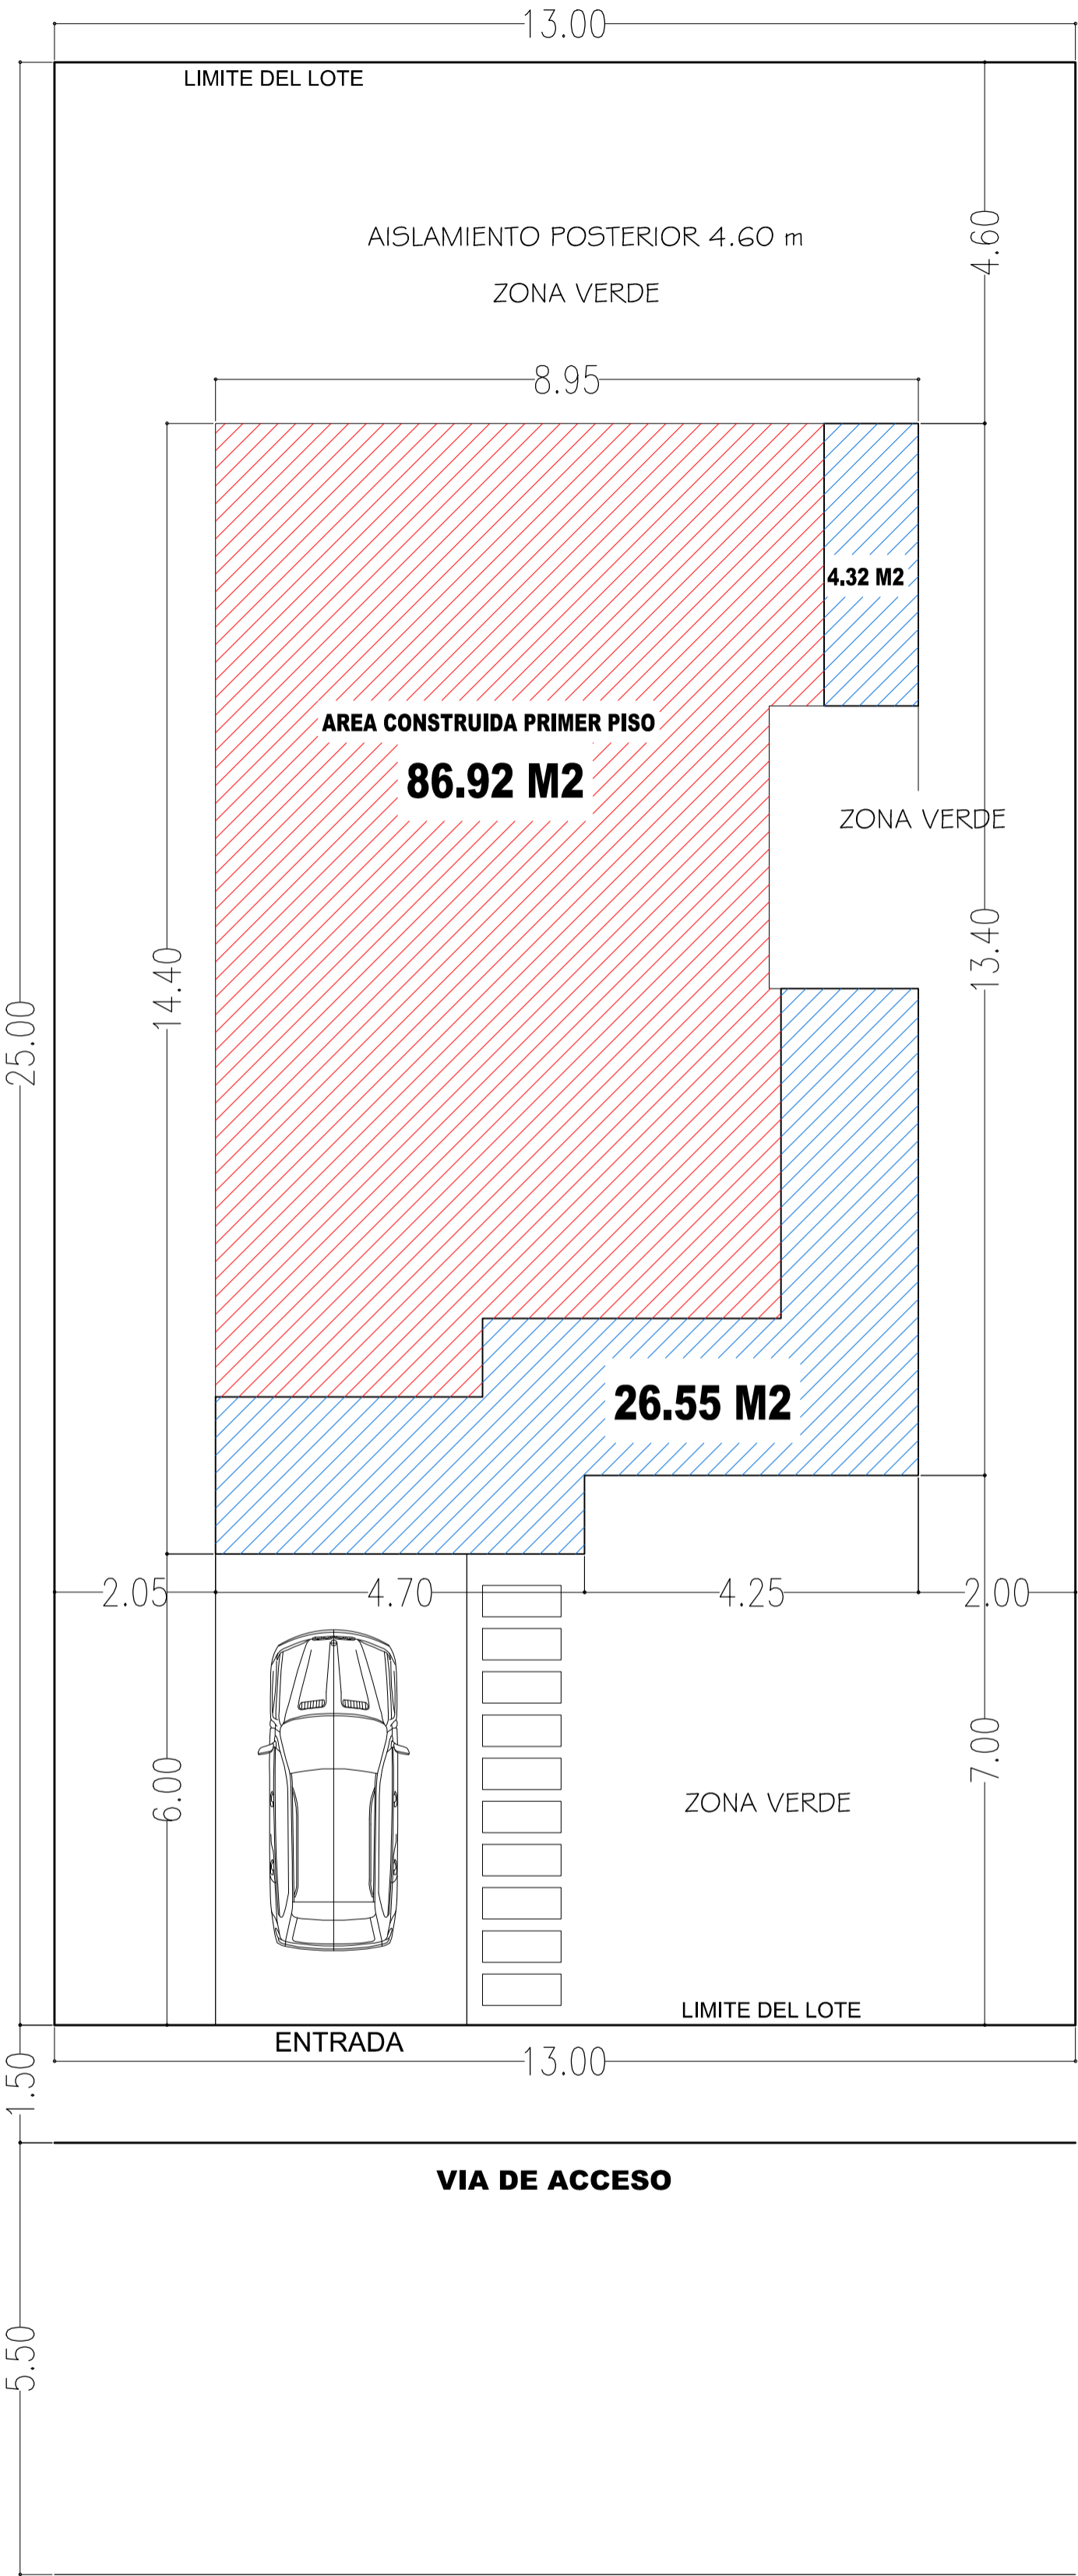 13.00
LIMITE DEL LOTE
4.60
AISLAMIENTO POSTERIOR 4.60 m
ZONA VERDE
8.95
4.32 M2
AREA CONSTRUIDA PRIMER PISO
86.92 M2
ZONA VERDE
13.40
14.40
25.00
26.55 M2
2.05
4.70
4.25
2.00
7.00
6.00
ZONA VERDE
LIMITE DEL LOTE
ENTRADA
13.00
1.50
VIA DE ACCESO
5.50